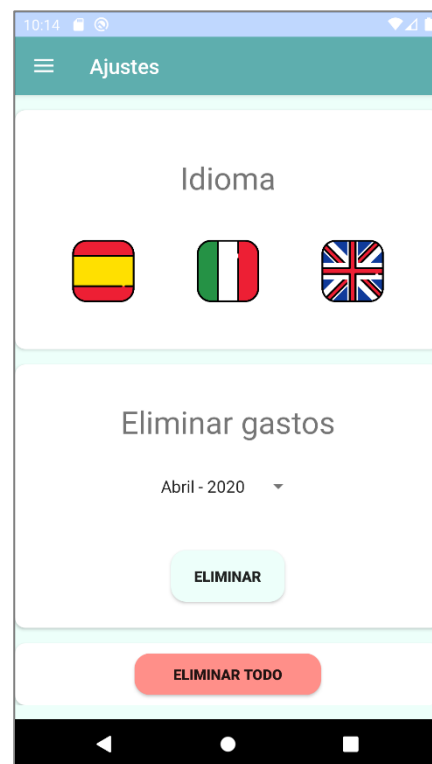 10:14
Ajustes
Idioma
Eliminar gastos
Abril - 2020
ELIMINAR
ELIMINAR TODO